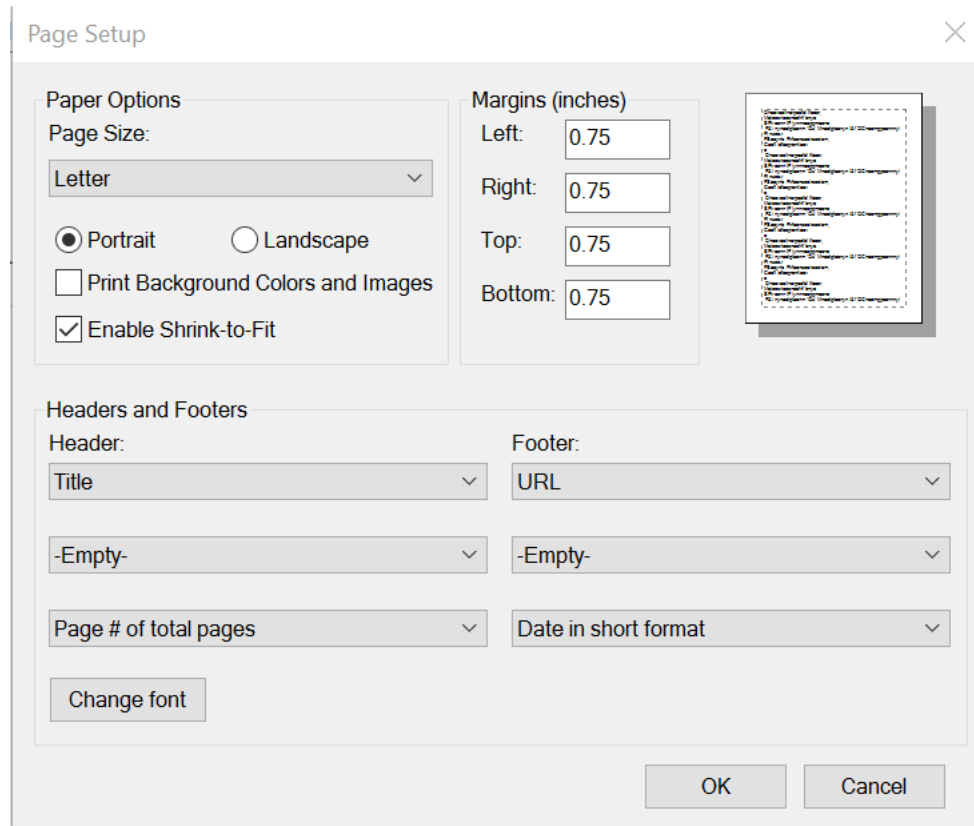 Page Setup
Paper Options
Page Size:
Letter
Portrait Landscape
Print Background Colors and Images
Enable Shrink-to-Fit
Margins (inches)
Left: 0.75
Right: 0.75
Top: 0.75
Bottom: 0.75
Headers and Footers
Header: Footer:
Title URL
-Empty- -Empty-
Page # of total pages Date in short format
Change font
OK Cancel